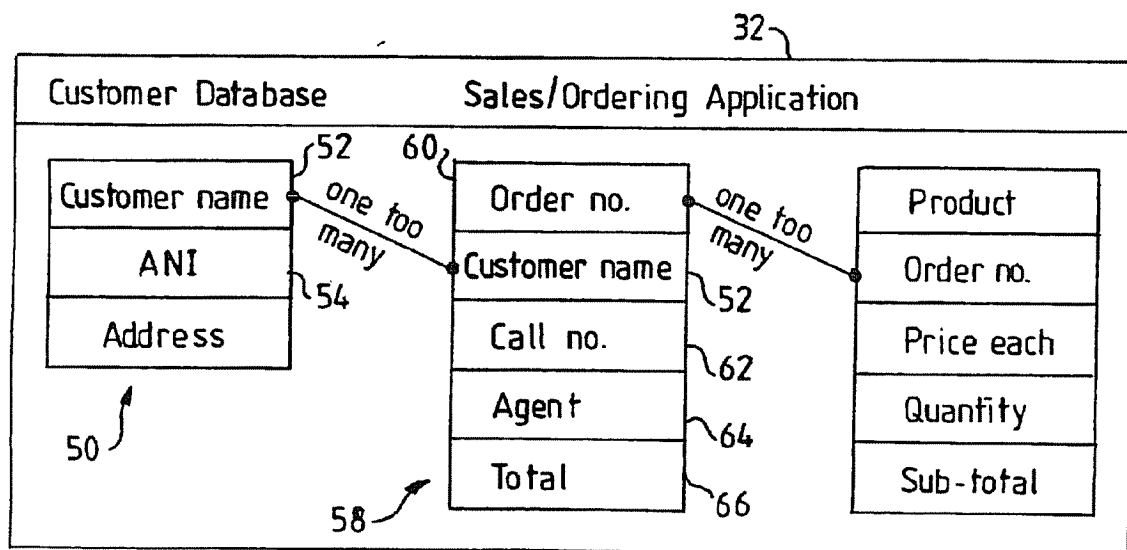 32
Customer Database Sales/Ordering Application
52
Customer name
ANI
54
Address
50
one too
many
60
Order no.
Customer name
52
Call no.
62
Agent
64
Total
66
58
one too
many
Product
Order no.
Price each
Quantity
Sub-total